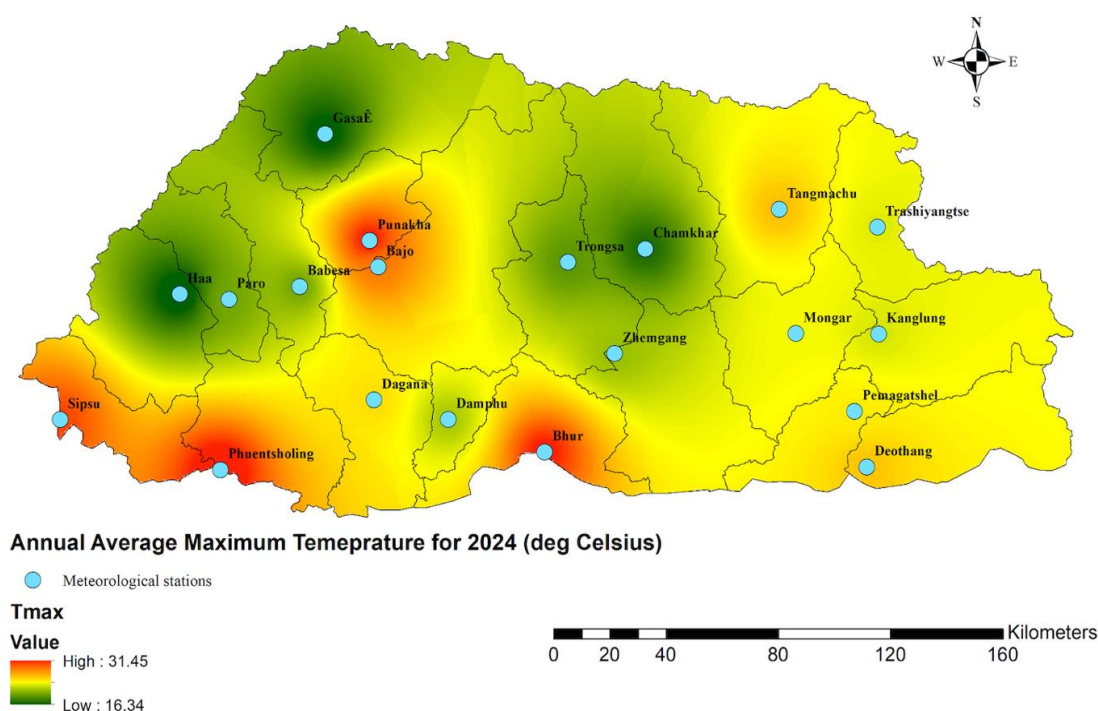 N
W E
S
GasaÊ
Punakha
Bajo
Tangmachu
Trashiyangtse
Chamkhar
Trongsa
Haa
Paro
Babesa
Mongar
Kanglung
Zhemgang
Dagana
Damphu
Pemagatshel
Sipsu
Phuentsholing
Bhur
Deothang
Annual Average Maximum Temeprature for 2024 (deg Celsius)
Meteorological stations
Tmax
Value
High : 31.45
Low : 16.34
Kilometers
0 20 40 80 120 160